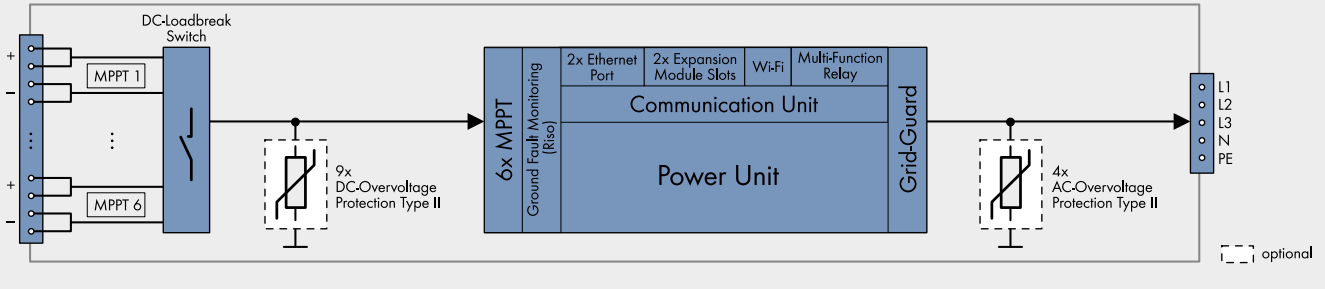 DC-Loadbreak
Switch
+
MPPT 1
−
⋮
⋮
+
MPPT 6
−
9x
DC-Overvoltage
Protection Type II
6x MPPT
Ground Fault Monitoring
(Riso)
2x Ethernet
Port
2x Expansion
Module Slots
Wi-Fi
Multi-Function
Relay
Communication Unit
Power Unit
Grid-Guard
4x
AC-Overvoltage
Protection Type II
L1
L2
L3
N
PE
optional